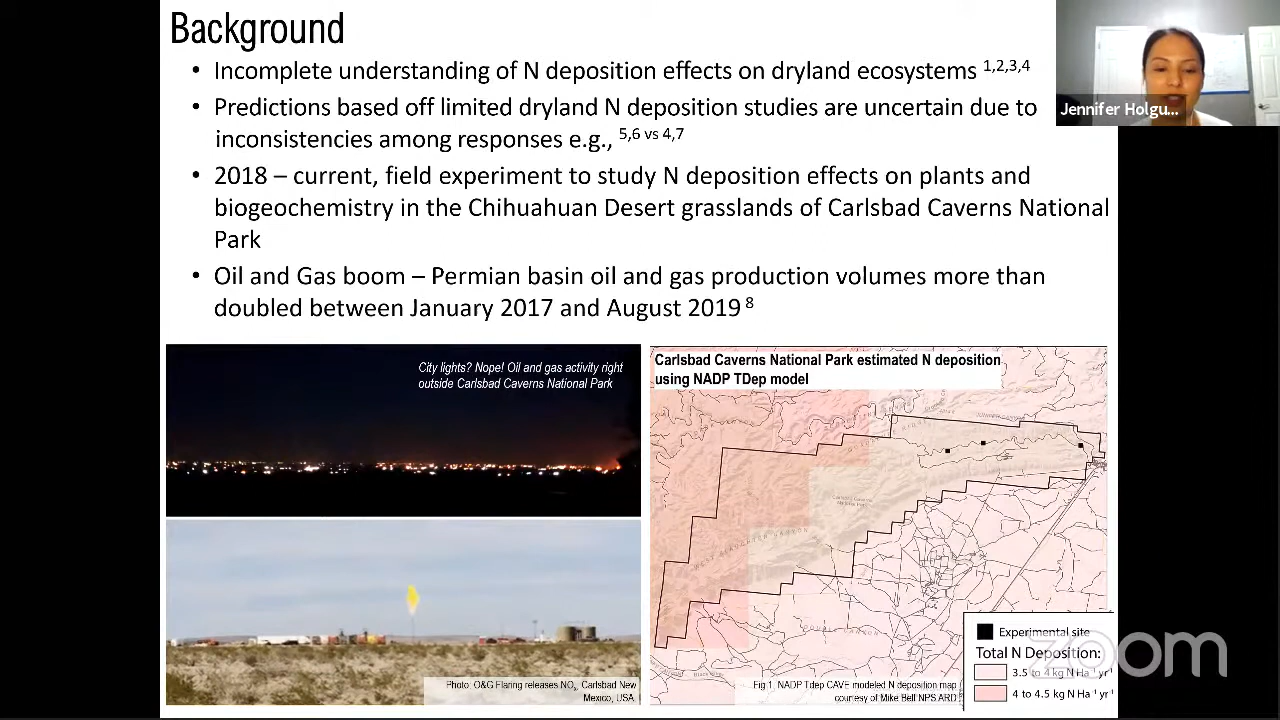 Background
• Incomplete understanding of N deposition effects on dryland ecosystems 1,2,3,4
• Predictions based off limited dryland N deposition studies are uncertain due to
inconsistencies among responses e.g., 5,6 vs 4,7
• 2018 – current, field experiment to study N deposition effects on plants and
biogeochemistry in the Chihuahuan Desert grasslands of Carlsbad Caverns National
Park
• Oil and Gas boom – Permian basin oil and gas production volumes more than
doubled between January 2017 and August 2019 8
Jennifer Holgu...
City lights? Nope! Oil and gas activity right
outside Carlsbad Caverns National Park
Photo: O&G Flaring releases NOx, Carlsbad New
Mexico, USA.
Carlsbad Caverns National Park estimated N deposition
using NADP TDep model
Experimental site
Total N Deposition:
3.5 to 4 kg N Ha⁻¹ yr⁻¹
4 to 4.5 kg N Ha⁻¹ yr⁻¹
Fig 1. NADP Tdep CAVE modeled N deposition map
courtesy of Mike Bell NPS ARD
zoom